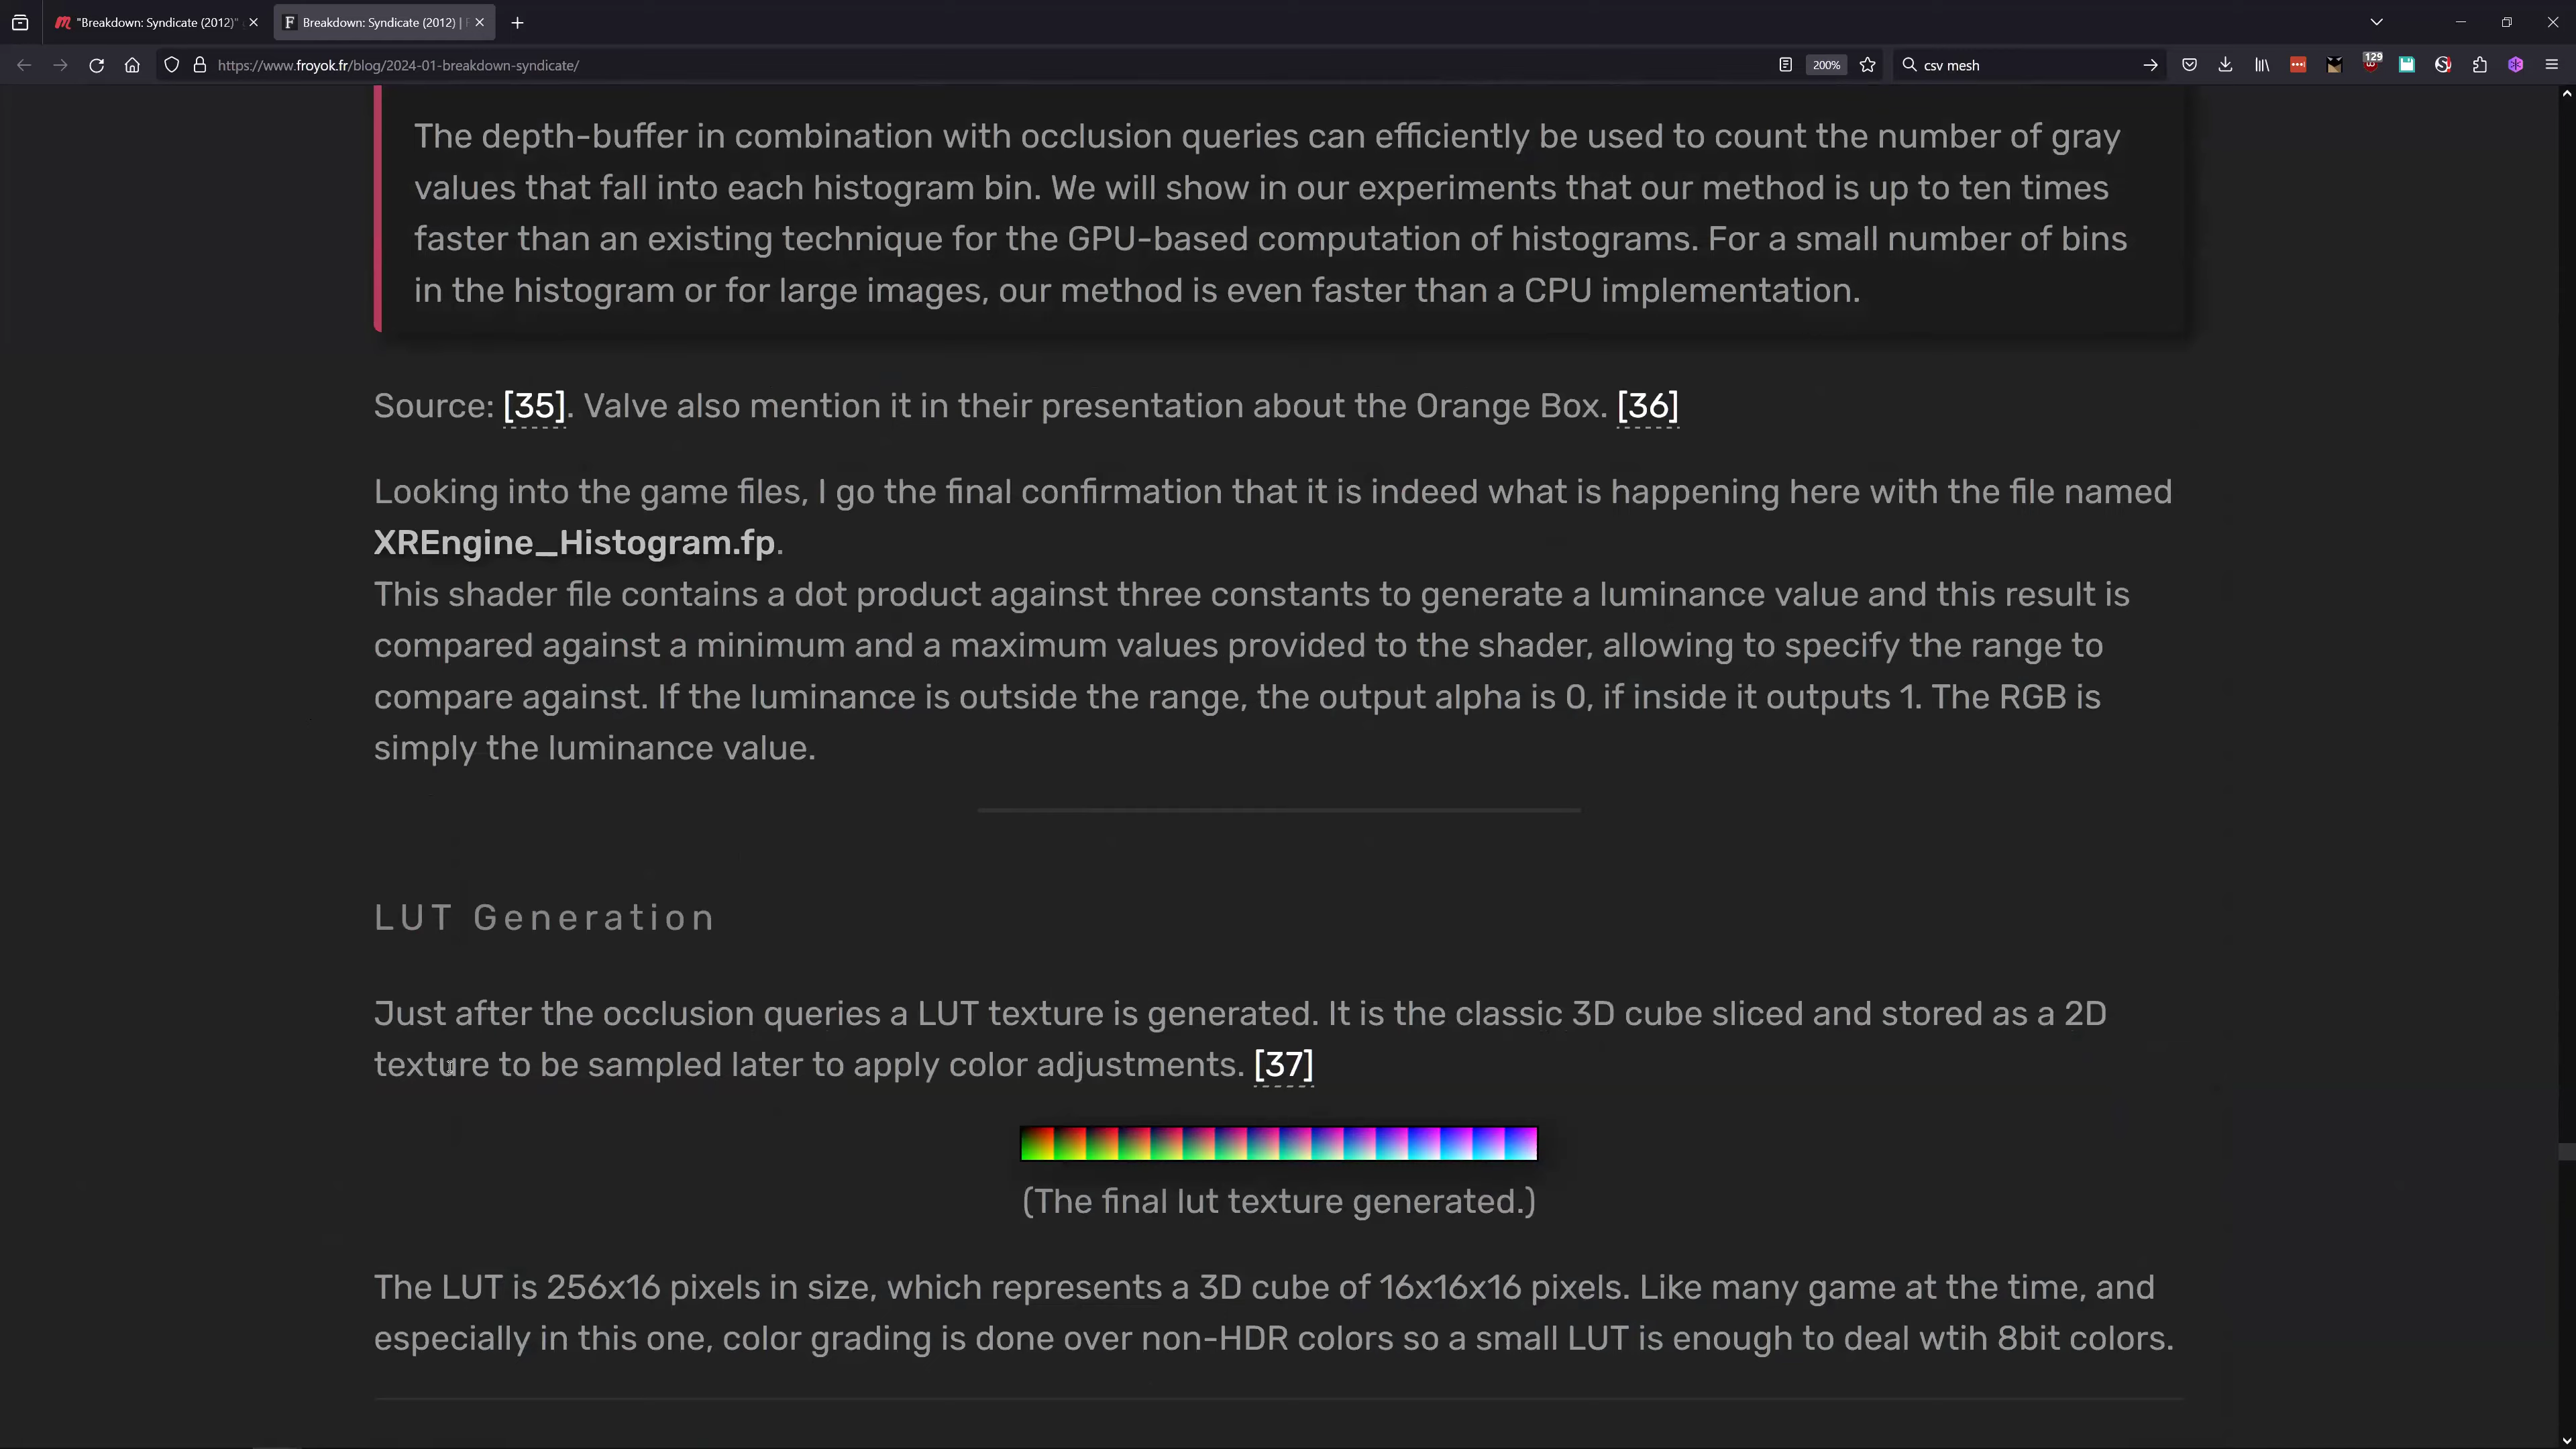 "Breakdown: Syndicate (2012)"
Breakdown: Syndicate (2012) |
https://www.froyok.fr/blog/2024-01-breakdown-syndicate/
200%
csv mesh
129
The depth-buffer in combination with occlusion queries can efficiently be used to count the number of gray
values that fall into each histogram bin. We will show in our experiments that our method is up to ten times
faster than an existing technique for the GPU-based computation of histograms. For a small number of bins
in the histogram or for large images, our method is even faster than a CPU implementation.
Source: [35]. Valve also mention it in their presentation about the Orange Box. [36]
Looking into the game files, I go the final confirmation that it is indeed what is happening here with the file named
XREngine_Histogram.fp.
This shader file contains a dot product against three constants to generate a luminance value and this result is
compared against a minimum and a maximum values provided to the shader, allowing to specify the range to
compare against. If the luminance is outside the range, the output alpha is 0, if inside it outputs 1. The RGB is
simply the luminance value.
LUT Generation
Just after the occlusion queries a LUT texture is generated. It is the classic 3D cube sliced and stored as a 2D
texture to be sampled later to apply color adjustments. [37]
(The final lut texture generated.)
The LUT is 256x16 pixels in size, which represents a 3D cube of 16x16x16 pixels. Like many game at the time, and
especially in this one, color grading is done over non-HDR colors so a small LUT is enough to deal wtih 8bit colors.